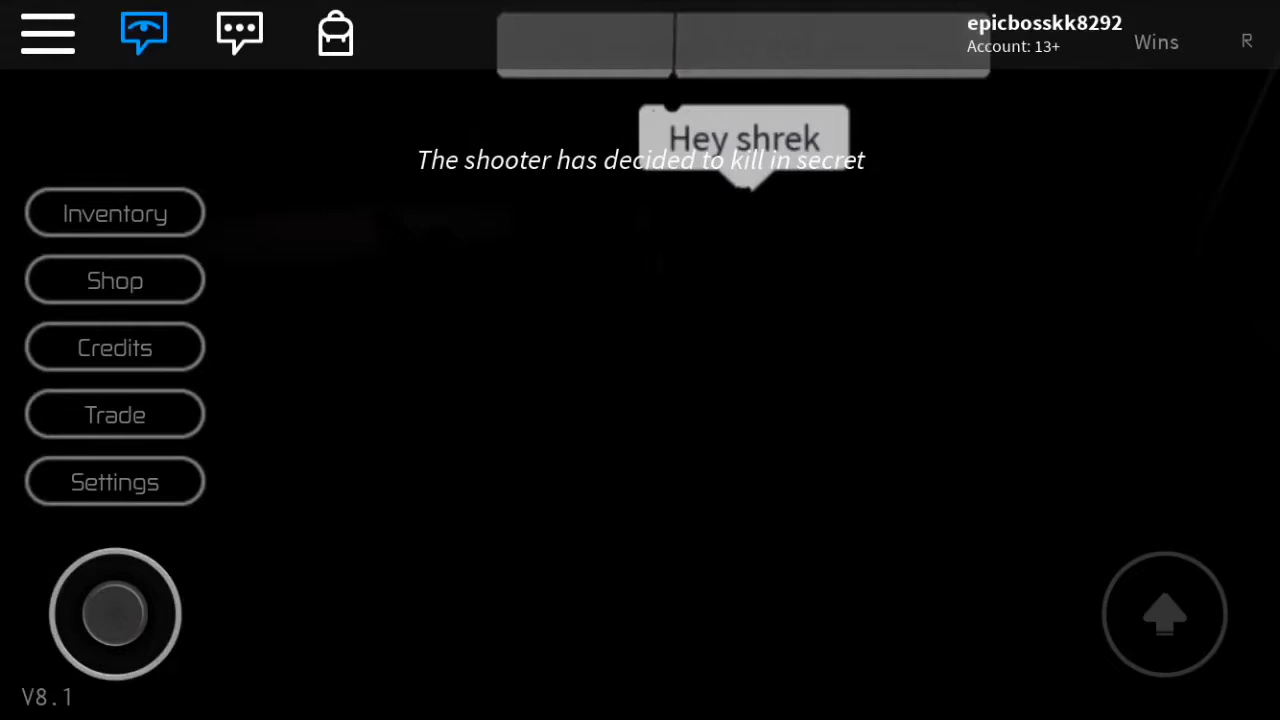 epicbosskk8292
Account: 13+
Wins
R
Hey shrek
The shooter has decided to kill in secret
Inventory
Shop
Credits
Trade
Settings
V8.1